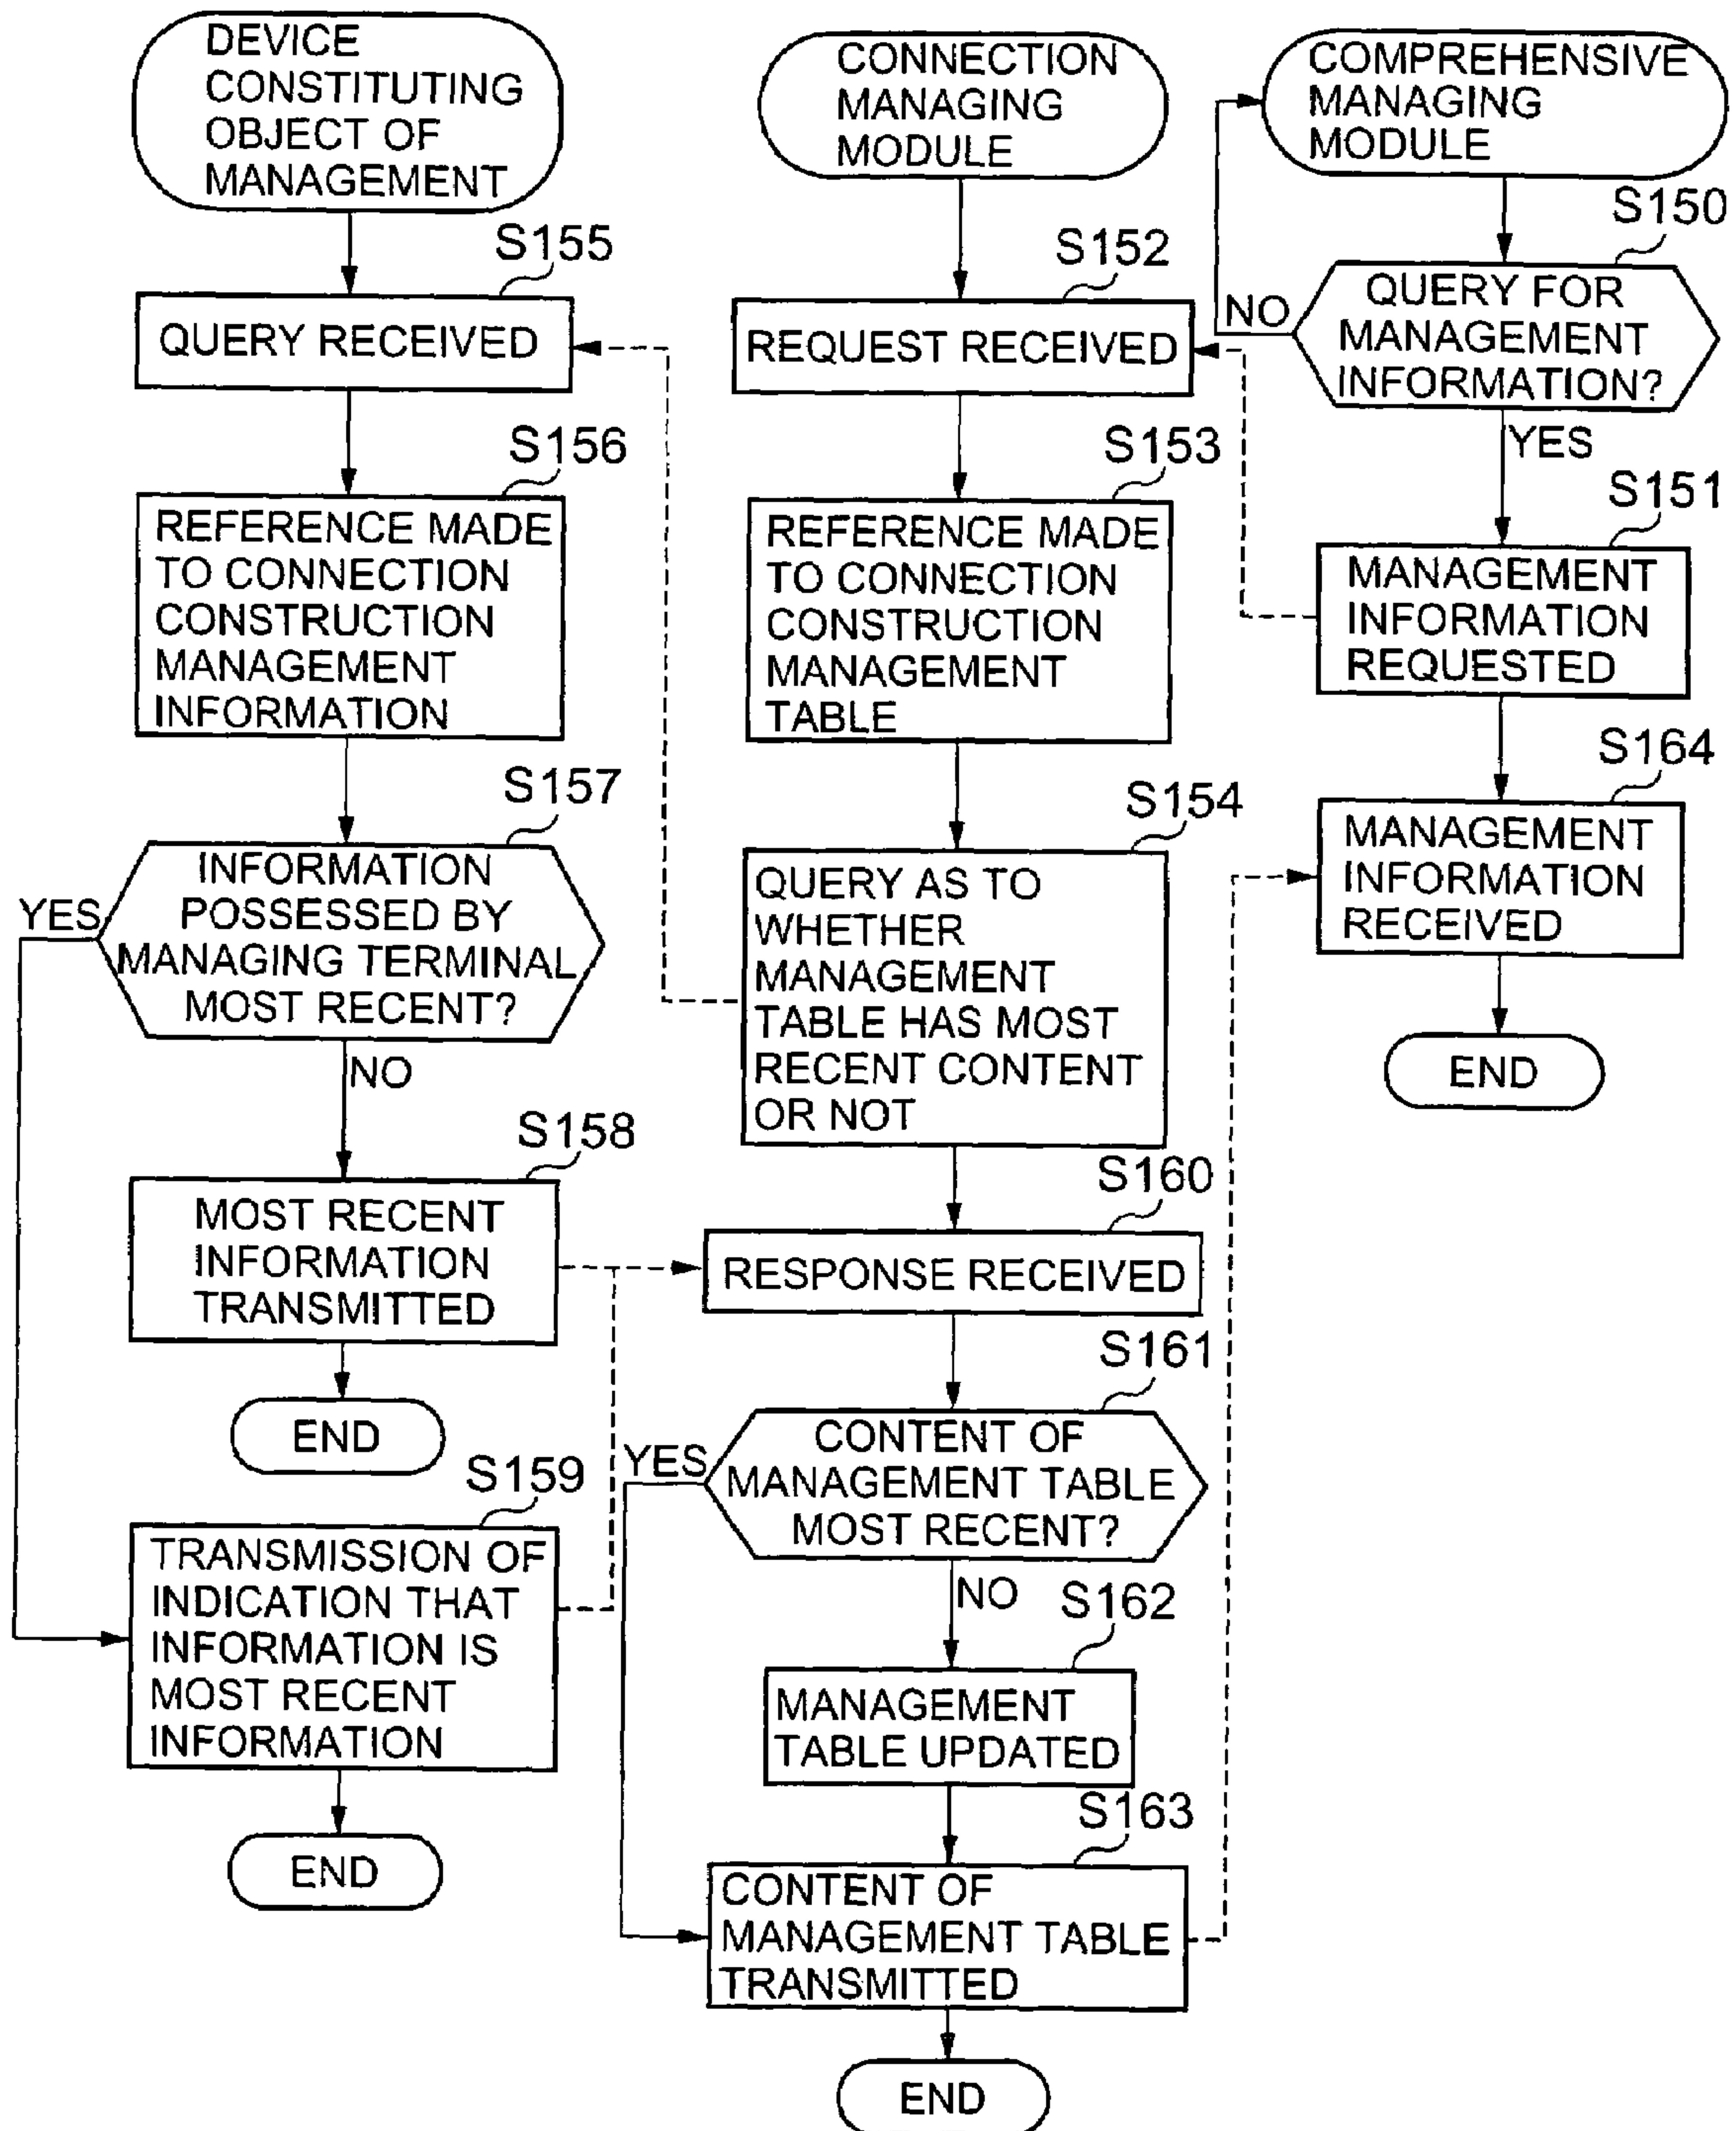 DEVICE
CONSTITUTING
OBJECT OF
MANAGEMENT
S155
QUERY RECEIVED
S156
REFERENCE MADE
TO CONNECTION
CONSTRUCTION
MANAGEMENT
INFORMATION
S157
INFORMATION
POSSESSED BY
MANAGING TERMINAL
MOST RECENT?
YES
NO
S158
MOST RECENT
INFORMATION
TRANSMITTED
END
S159
TRANSMISSION OF
INDICATION THAT
INFORMATION IS
MOST RECENT
INFORMATION
END
CONNECTION
MANAGING
MODULE
S152
REQUEST RECEIVED
S153
REFERENCE MADE
TO CONNECTION
CONSTRUCTION
MANAGEMENT
TABLE
S154
QUERY AS TO
WHETHER
MANAGEMENT
TABLE HAS MOST
RECENT CONTENT
OR NOT
S160
RESPONSE RECEIVED
S161
CONTENT OF
MANAGEMENT TABLE
MOST RECENT?
YES
NO
S162
MANAGEMENT
TABLE UPDATED
S163
CONTENT OF
MANAGEMENT TABLE
TRANSMITTED
END
COMPREHENSIVE
MANAGING
MODULE
S150
QUERY FOR
MANAGEMENT
INFORMATION?
NO
YES
S151
MANAGEMENT
INFORMATION
REQUESTED
S164
MANAGEMENT
INFORMATION
RECEIVED
END